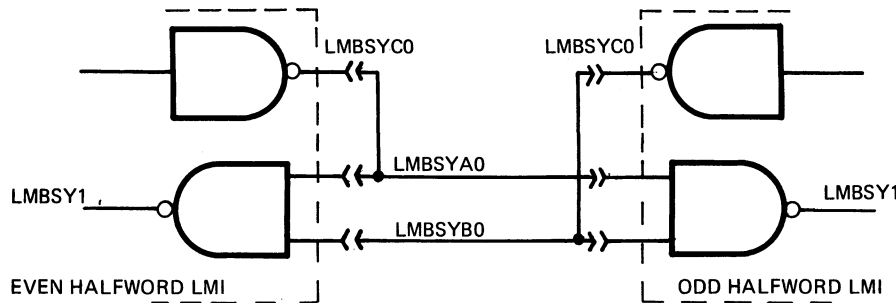 LMBSYC0
LMBSYC0
LMBSYA0
LMBSY1
LMBSY1
LMBSYB0
EVEN HALFWORD LMI
ODD HALFWORD LMI